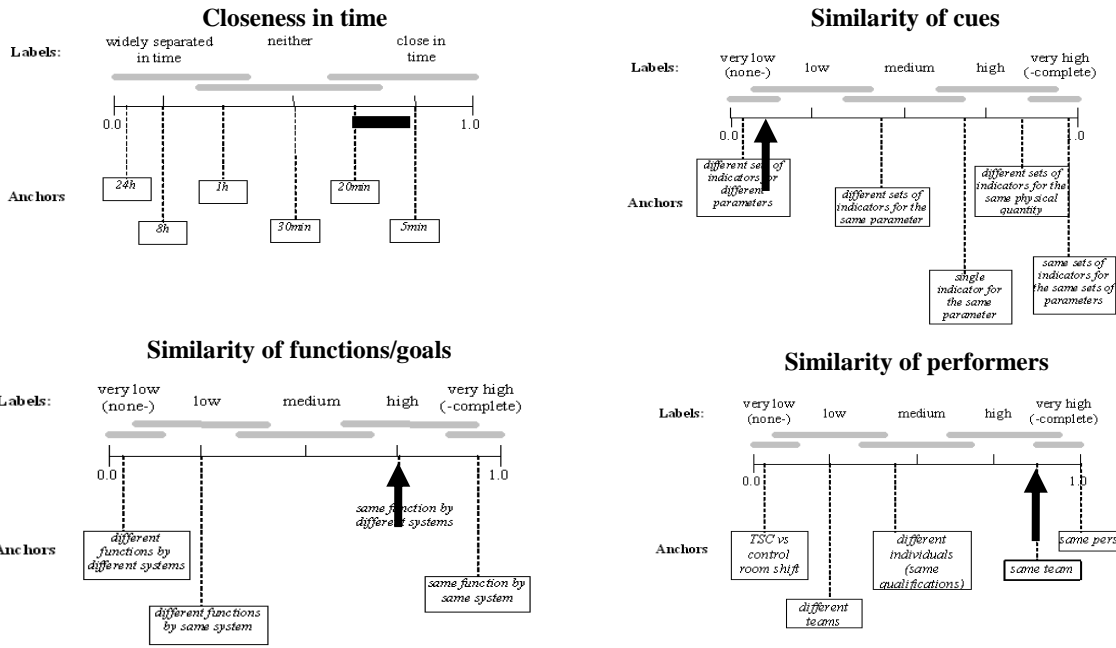 Closeness in time
Labels:
widely separated
in time
neither
close in
time
0.0
1.0
Anchors
24h
8h
1h
30min
20min
5min
Similarity of cues
Labels:
very low
(none-)
low
medium
high
very high
(-complete)
0.0
1.0
Anchors
different sets of
indicators for
different
parameters
different sets of
indicators for the
same parameter
single
indicator for
the same
parameter
different sets of
indicators for the
same physical
quantity
same sets of
indicators for
the same sets of
parameters
Similarity of functions/goals
Labels:
very low
(none-)
low
medium
high
very high
(-complete)
0.0
1.0
Anchors
different
functions by
different systems
different functions
by same system
same function by
different systems
same function by
same system
Similarity of performers
Labels:
very low
(none-)
low
medium
high
very high
(-complete)
0.0
1.0
Anchors
TSC vs
control
room shift
different
teams
different
individuals
(same
qualifications)
same team
same pers